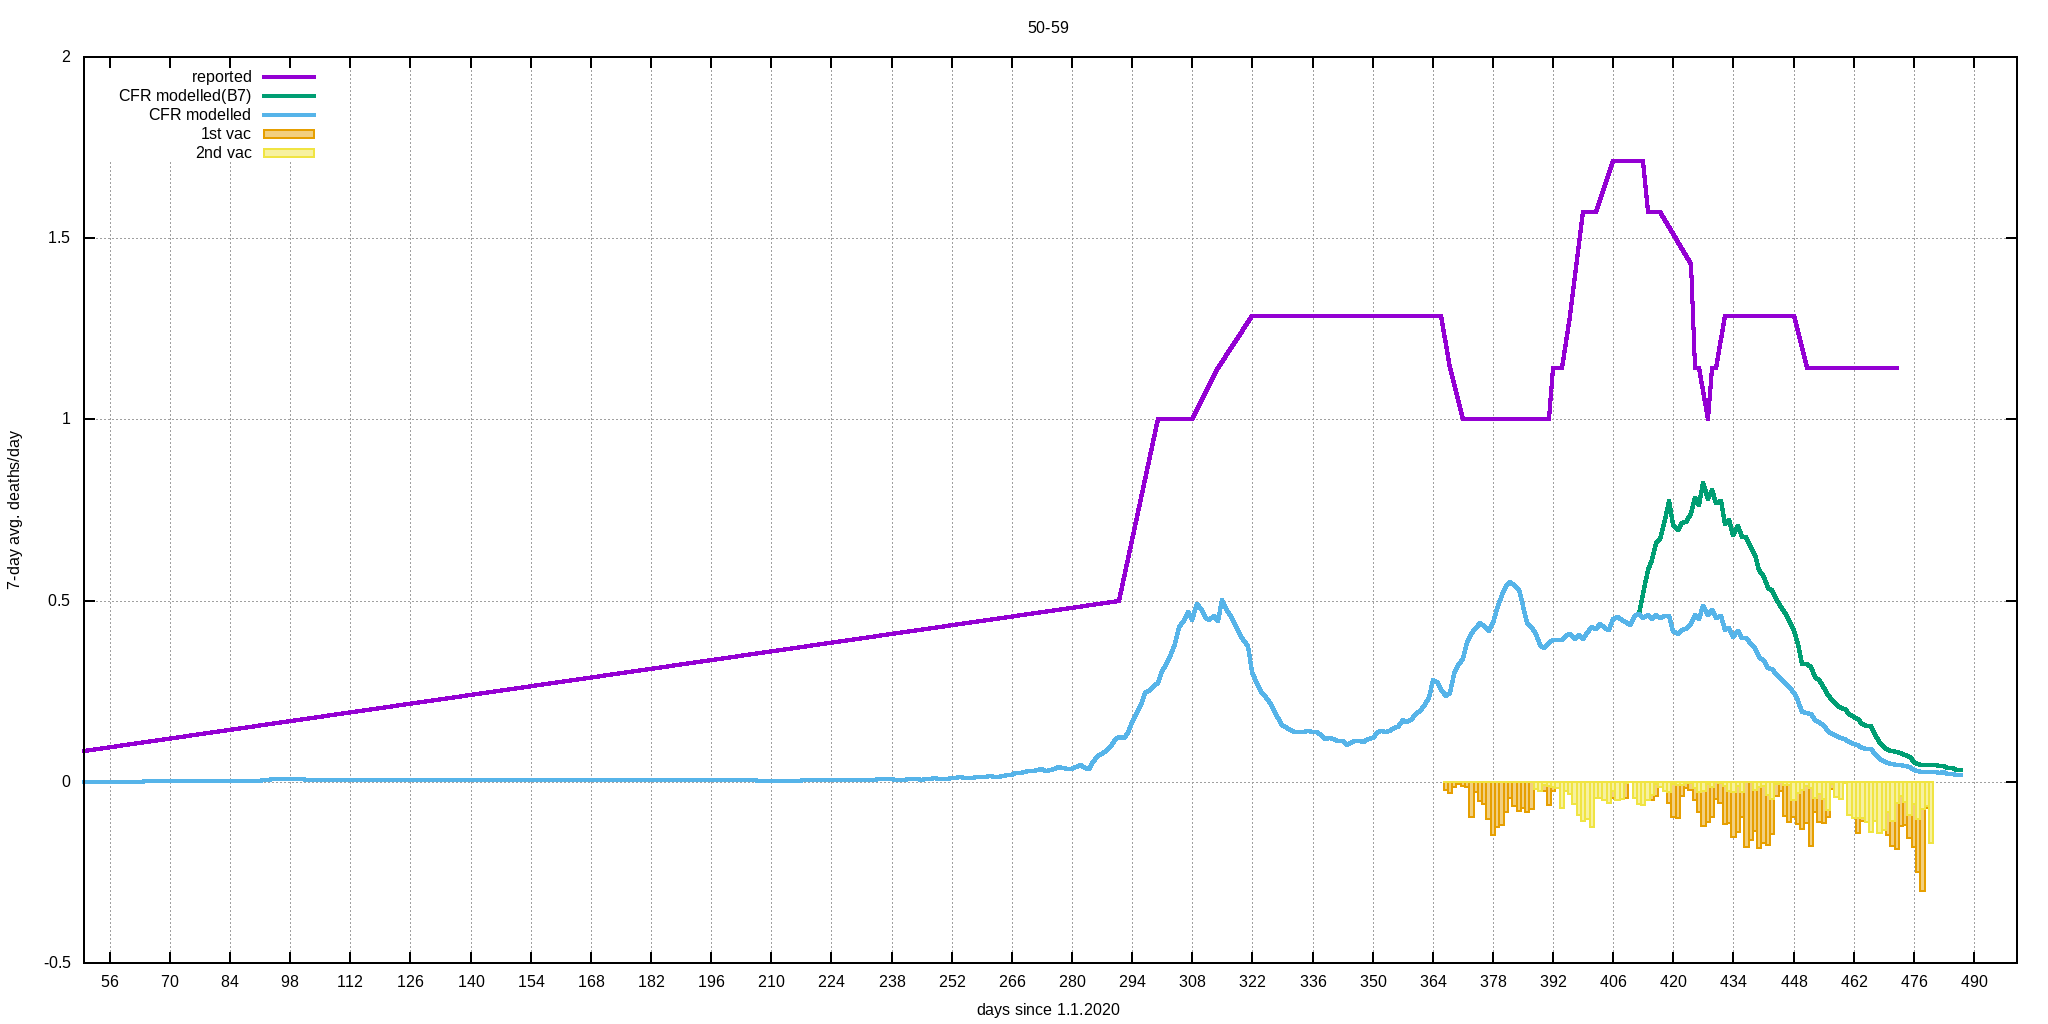 50-59
2
reported
CFR modelled(B7)
CFR modelled
1st vac
2nd vac
1.5
1
0.5
0
-0.5
7-day avg. deaths/day
56 70 84 98 112 126 140 154 168 182 196 210 224 238 252 266 280 294 308 322 336 350 364 378 392 406 420 434 448 462 476 490
days since 1.1.2020